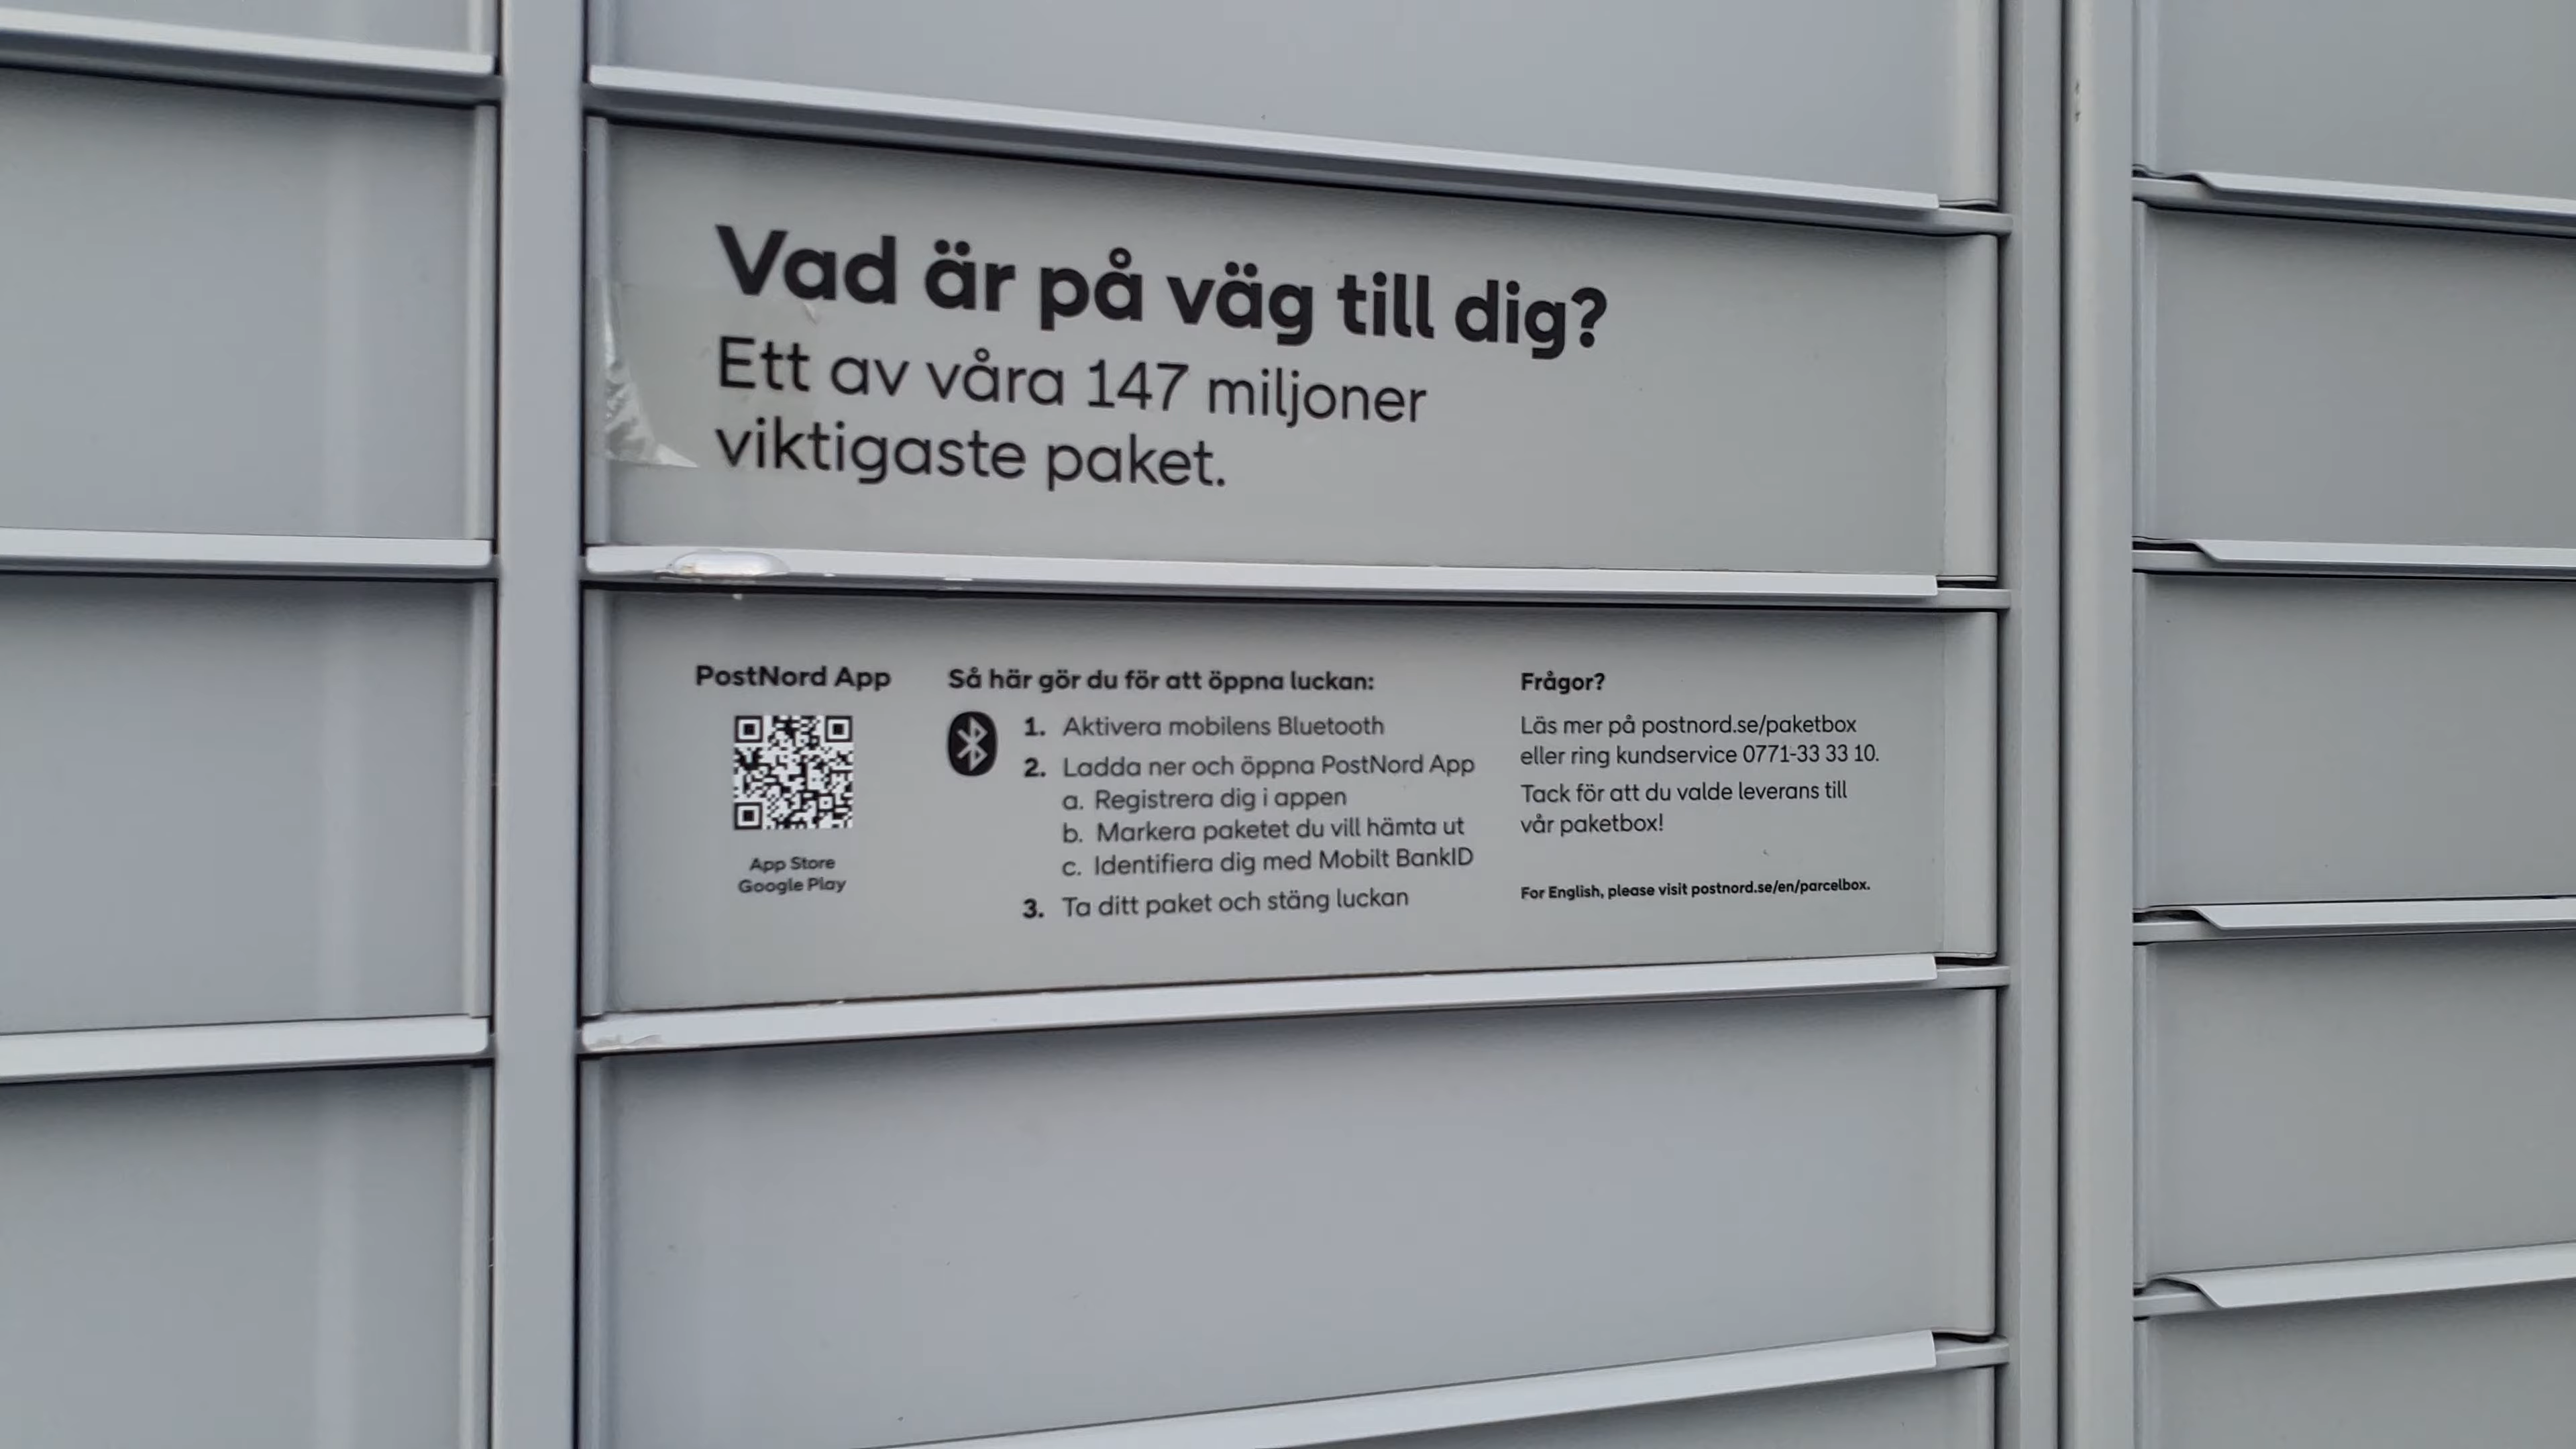 Vad är på väg till dig?
Ett av våra 147 miljoner
viktigaste paket.
PostNord App
App Store
Google Play
Så här gör du för att öppna luckan:
1. Aktivera mobilens Bluetooth
2. Ladda ner och öppna PostNord App
a. Registrera dig i appen
b. Markera paketet du vill hämta ut
c. Identifiera dig med Mobilt BankID
3. Ta ditt paket och stäng luckan
Frågor?
Läs mer på postnord.se/paketbox
eller ring kundservice 0771-33 33 10.
Tack för att du valde leverans till
vår paketbox!
For English, please visit postnord.se/en/parcelbox.